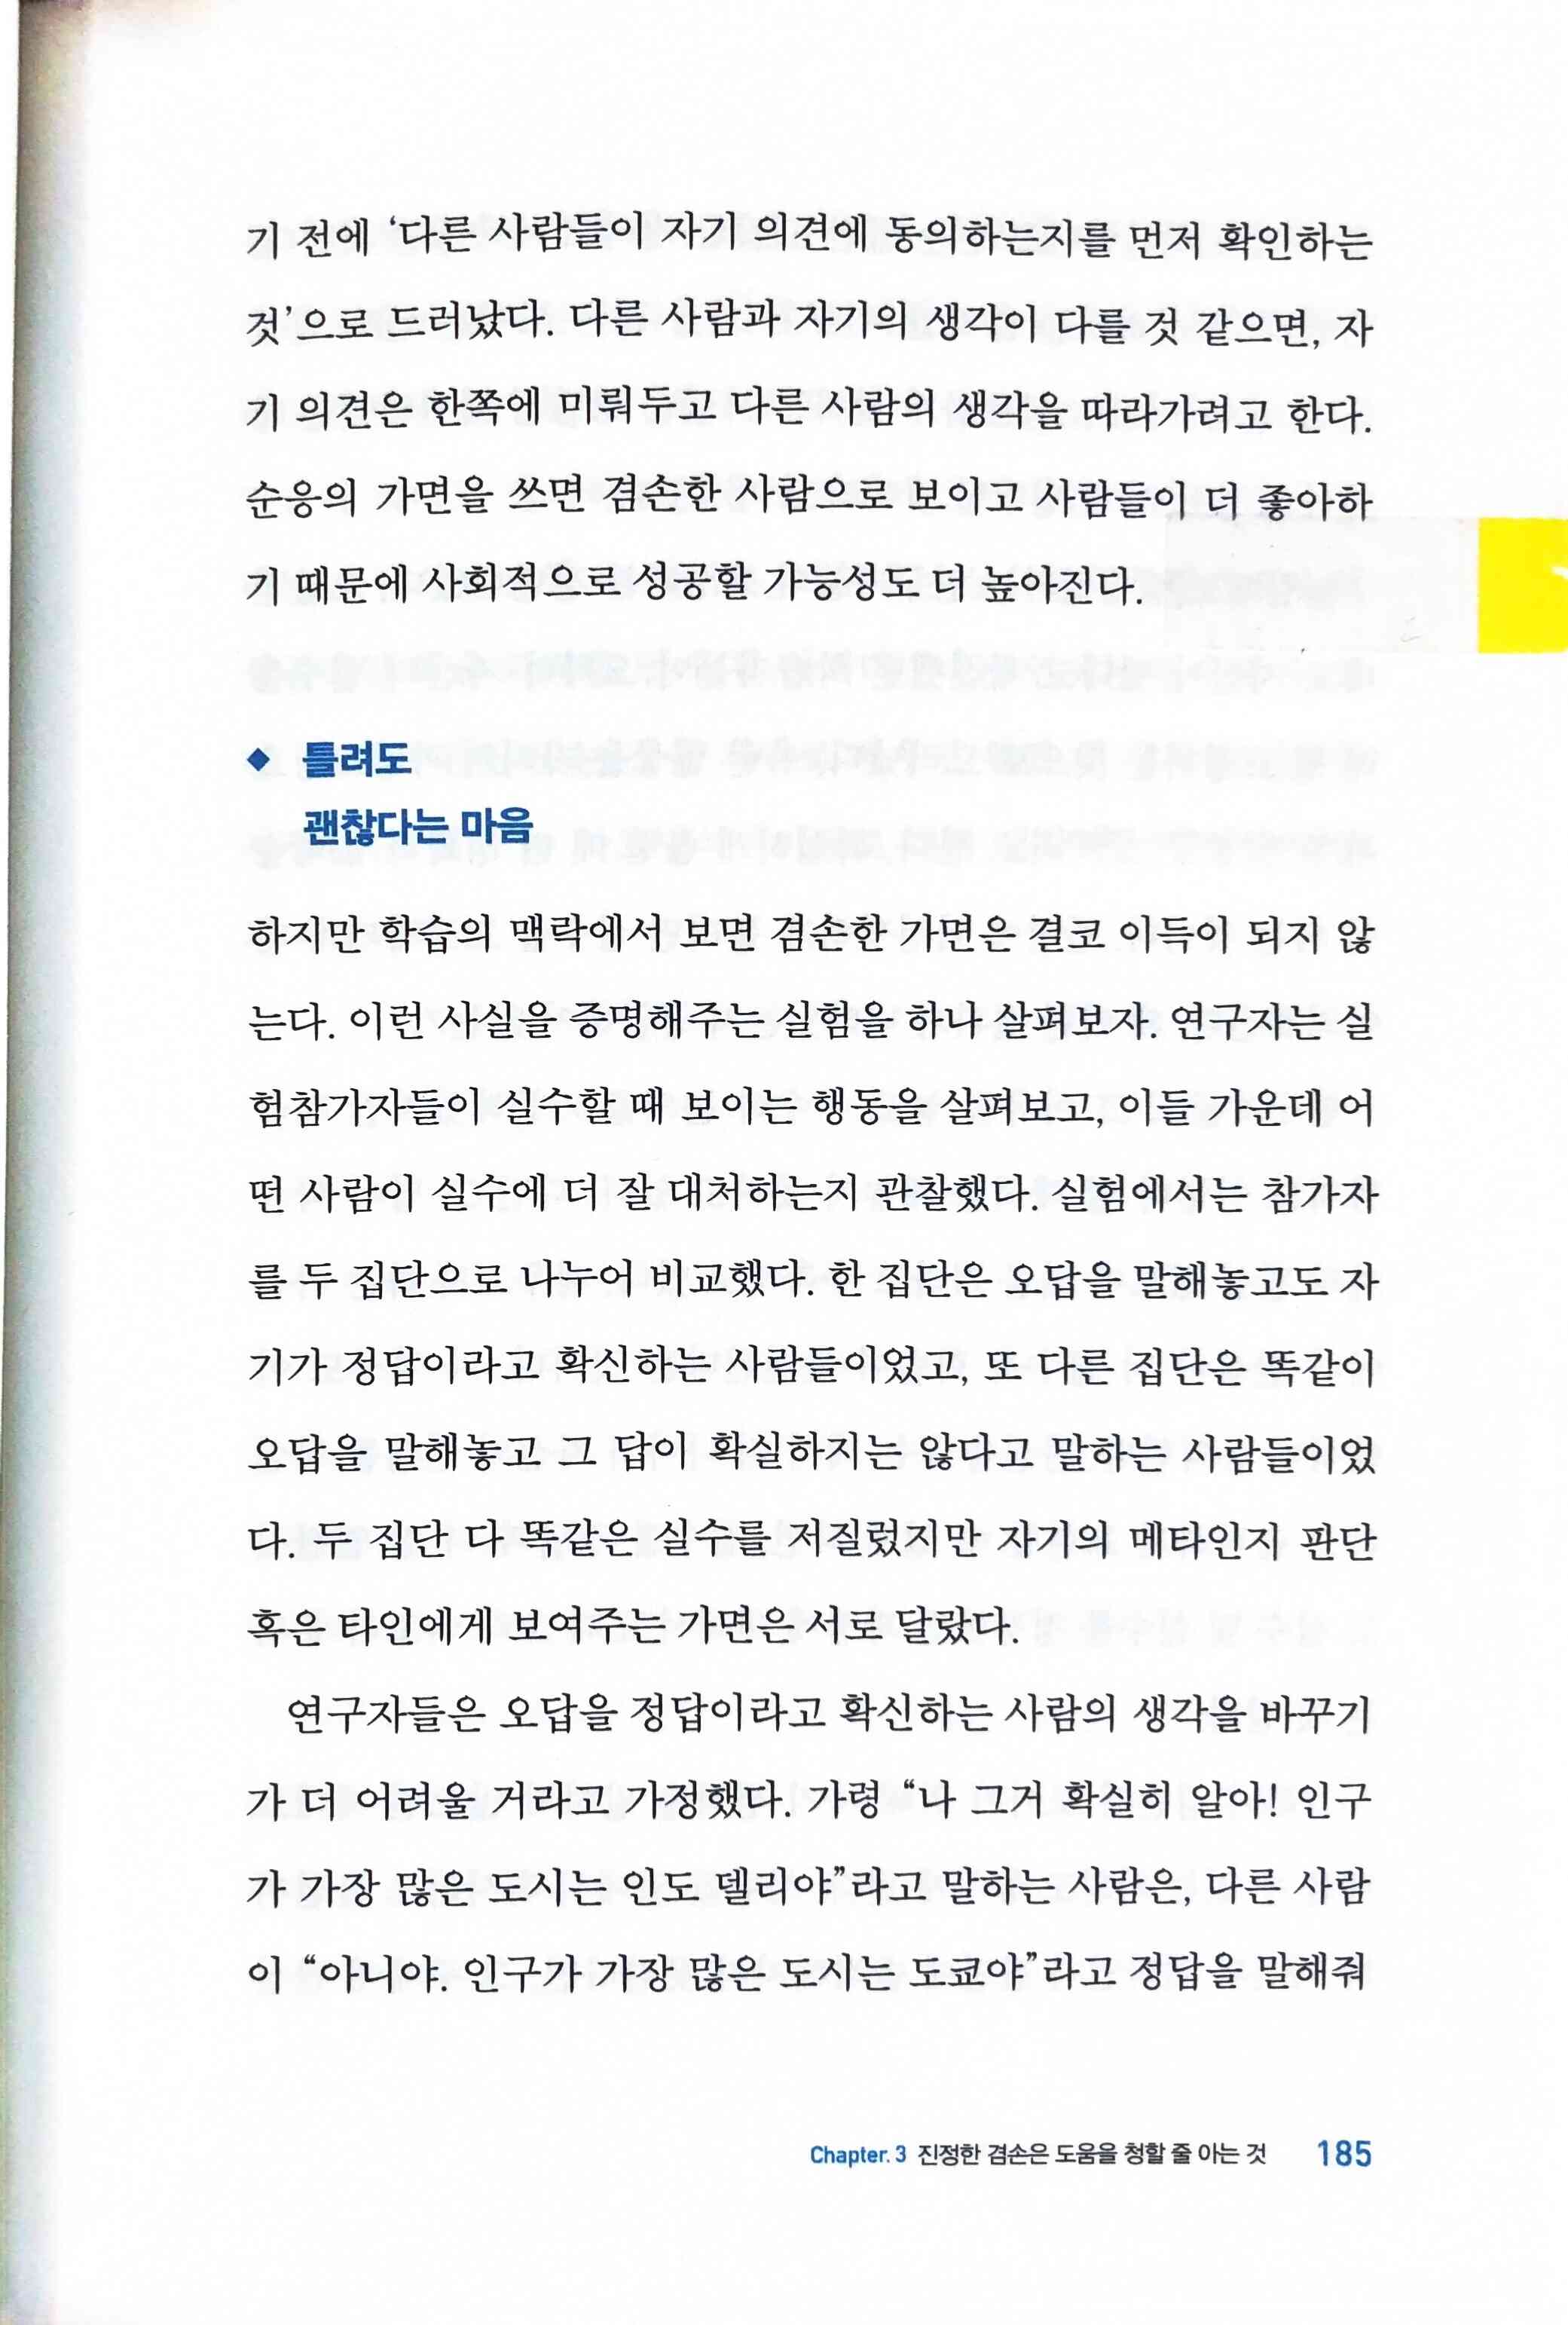 기 전에 ‘다른 사람들이 자기 의견에 동의하는지를 먼저 확인하는
것’으로 드러났다. 다른 사람과 자기의 생각이 다를 것 같으면, 자
기 의견은 한쪽에 미뤄두고 다른 사람의 생각을 따라가려고 한다.
순응의 가면을 쓰면 겸손한 사람으로 보이고 사람들이 더 좋아하
기 때문에 사회적으로 성공할 가능성도 더 높아진다.
◆ 틀려도
괜찮다는 마음
하지만 학습의 맥락에서 보면 겸손한 가면은 결코 이득이 되지 않
는다. 이런 사실을 증명해주는 실험을 하나 살펴보자. 연구자는 실
험참가자들이 실수할 때 보이는 행동을 살펴보고, 이들 가운데 어
떤 사람이 실수에 더 잘 대처하는지 관찰했다. 실험에서는 참가자
를 두 집단으로 나누어 비교했다. 한 집단은 오답을 말해놓고도 자
기가 정답이라고 확신하는 사람들이었고, 또 다른 집단은 똑같이
오답을 말해놓고 그 답이 확실하지는 않다고 말하는 사람들이었
다. 두 집단 다 똑같은 실수를 저질렀지만 자기의 메타인지 판단
혹은 타인에게 보여주는 가면은 서로 달랐다.
연구자들은 오답을 정답이라고 확신하는 사람의 생각을 바꾸기
가 더 어려울 거라고 가정했다. 가령 “나 그거 확실히 알아! 인구
가 가장 많은 도시는 인도 델리야”라고 말하는 사람은, 다른 사람
이 “아니야. 인구가 가장 많은 도시는 도쿄야”라고 정답을 말해줘
Chapter. 3 진정한 겸손은 도움을 청할 줄 아는 것 185